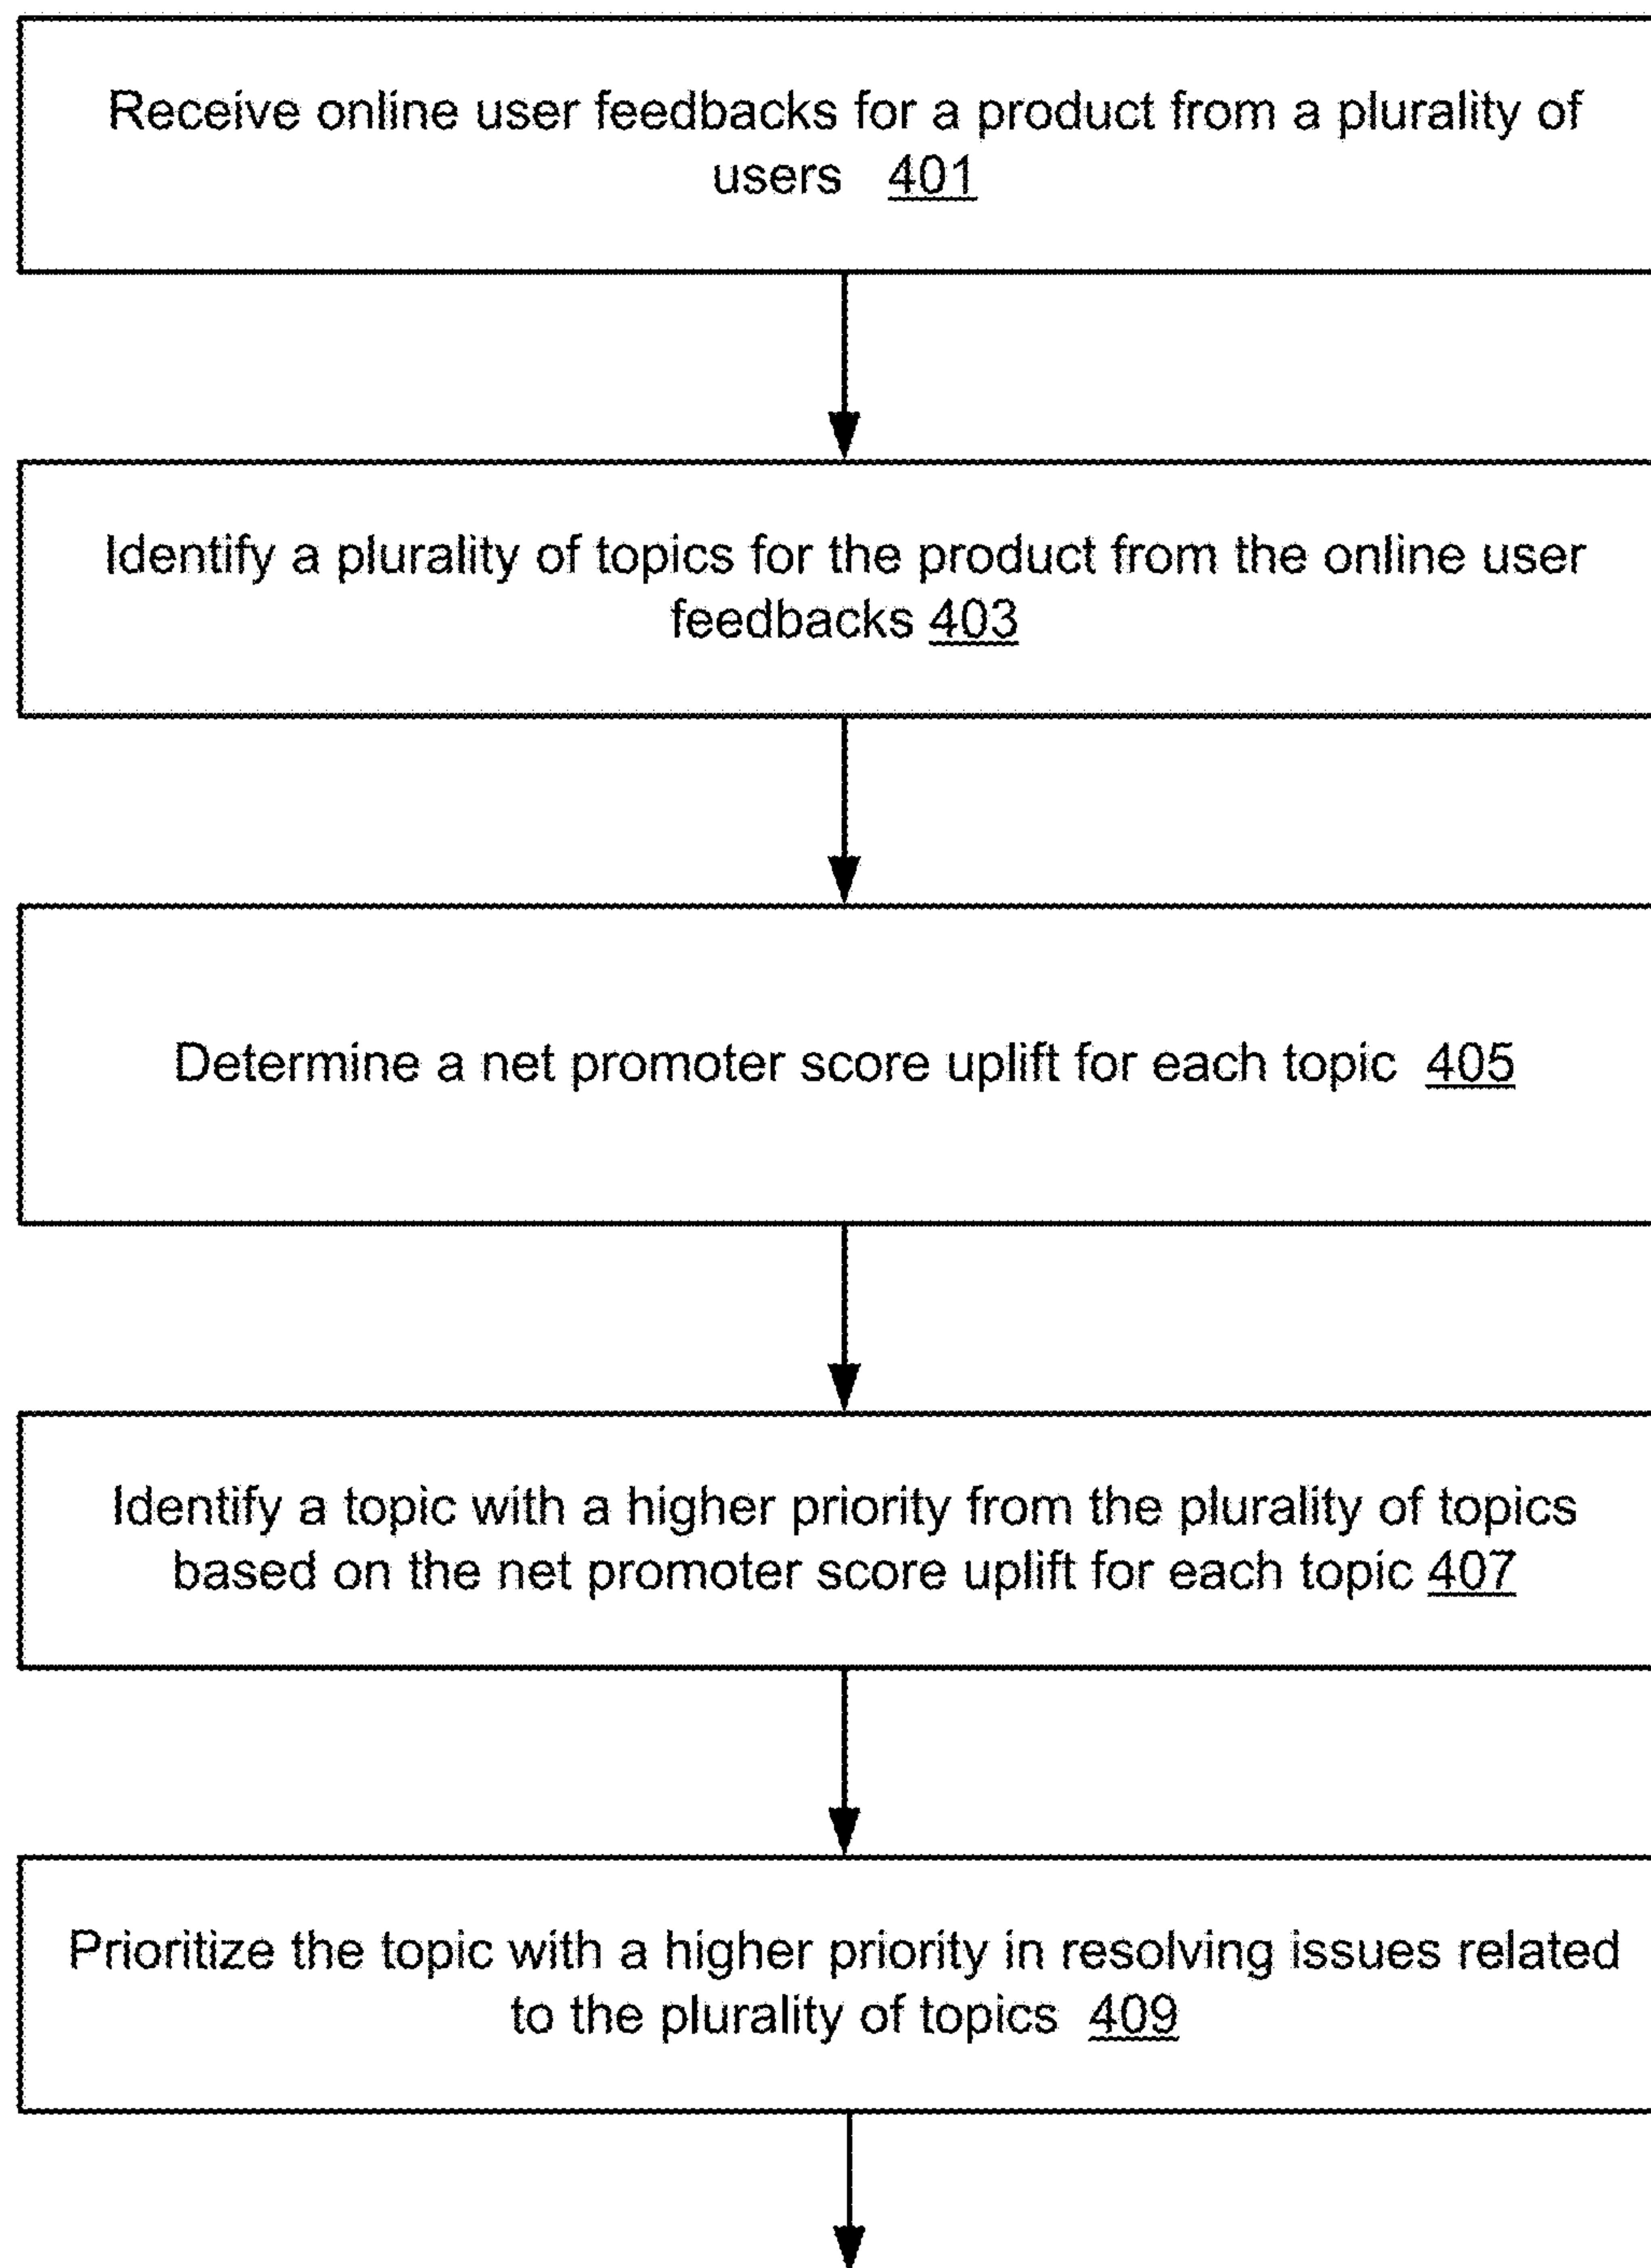 Receive online user feedbacks for a product from a plurality of
users 401
Identify a plurality of topics for the product from the online user
feedbacks 403
Determine a net promoter score uplift for each topic 405
Identify a topic with a higher priority from the plurality of topics
based on the net promoter score uplift for each topic 407
Prioritize the topic with a higher priority in resolving issues related
to the plurality of topics 409